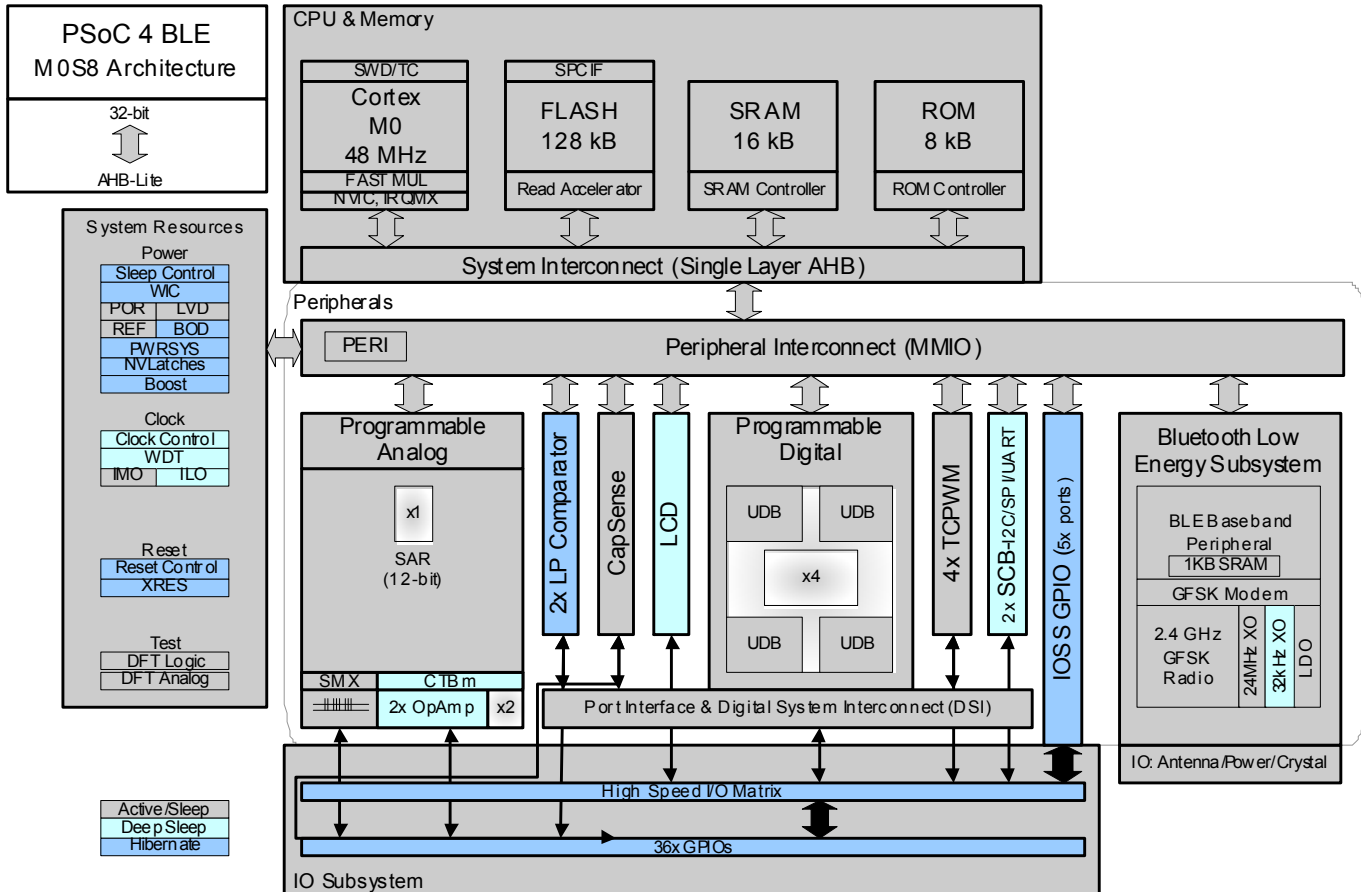 PSoC 4 BLE
M0S8 Architecture
32-bit
AHB-Lite
CPU & Memory
SWD/TC
Cortex
M0
48 MHz
FAST MUL
NVIC, IRQMX
SPCIF
FLASH
128 kB
Read Accelerator
SRAM
16 kB
SRAM Controller
ROM
8 kB
ROM Controller
System Interconnect (Single Layer AHB)
System Resources
Power
Sleep Control
WIC
POR LVD
REF BOD
PWRSYS
NVLatches
Boost
Clock
Clock Control
WDT
IMO ILO
Reset
Reset Control
XRES
Test
DFT Logic
DFT Analog
Peripherals
PERI
Peripheral Interconnect (MMIO)
Programmable
Analog
x1
SAR
(12-bit)
SMX
CTBm
2x OpAmp
x2
2x LP Comparator
CapSense
LCD
Programmable
Digital
UDB UDB
x4
UDB UDB
4x TCPWM
2x SCB-I2C/SPI/UART
IOSS GPIO (5x ports)
Bluetooth Low
Energy Subsystem
BLE Baseband
Peripheral
1KB SRAM
GFSK Modem
2.4 GHz
GFSK
Radio
24MHz XO
32kHz XO
LDO
Port Interface & Digital System Interconnect (DSI)
IO: Antenna/Power/Crystal
High Speed I/O Matrix
36x GPIOs
IO Subsystem
Active/Sleep
Deep Sleep
Hibernate